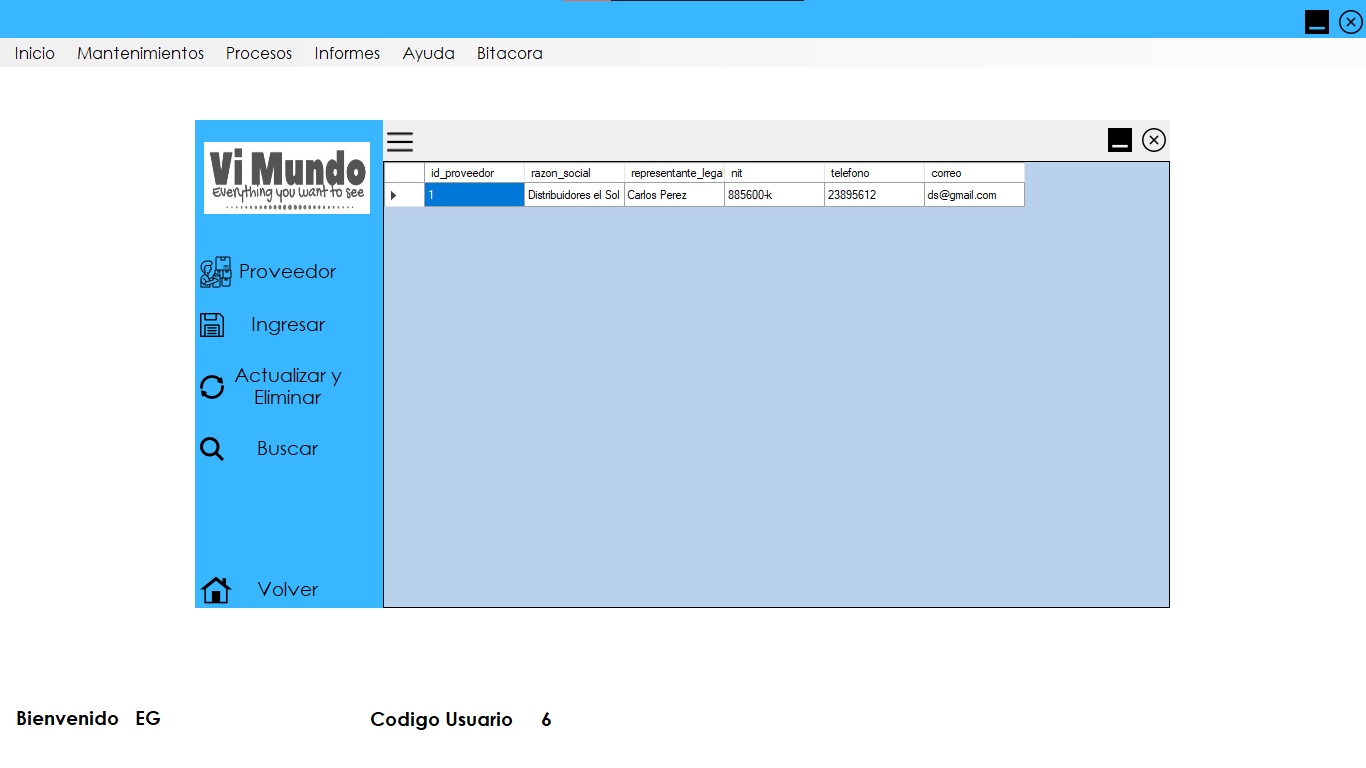 Inicio Mantenimientos Procesos Informes Ayuda Bitacora
Vi Mundo
Everything you want to see
Proveedor
Ingresar
Actualizar y
Eliminar
Buscar
Volver
id_proveedor razon_social representante_legal nit telefono correo
1 Distribuidores el Sol Carlos Perez 885600-k 23895612 ds@gmail.com
Bienvenido EG Codigo Usuario 6